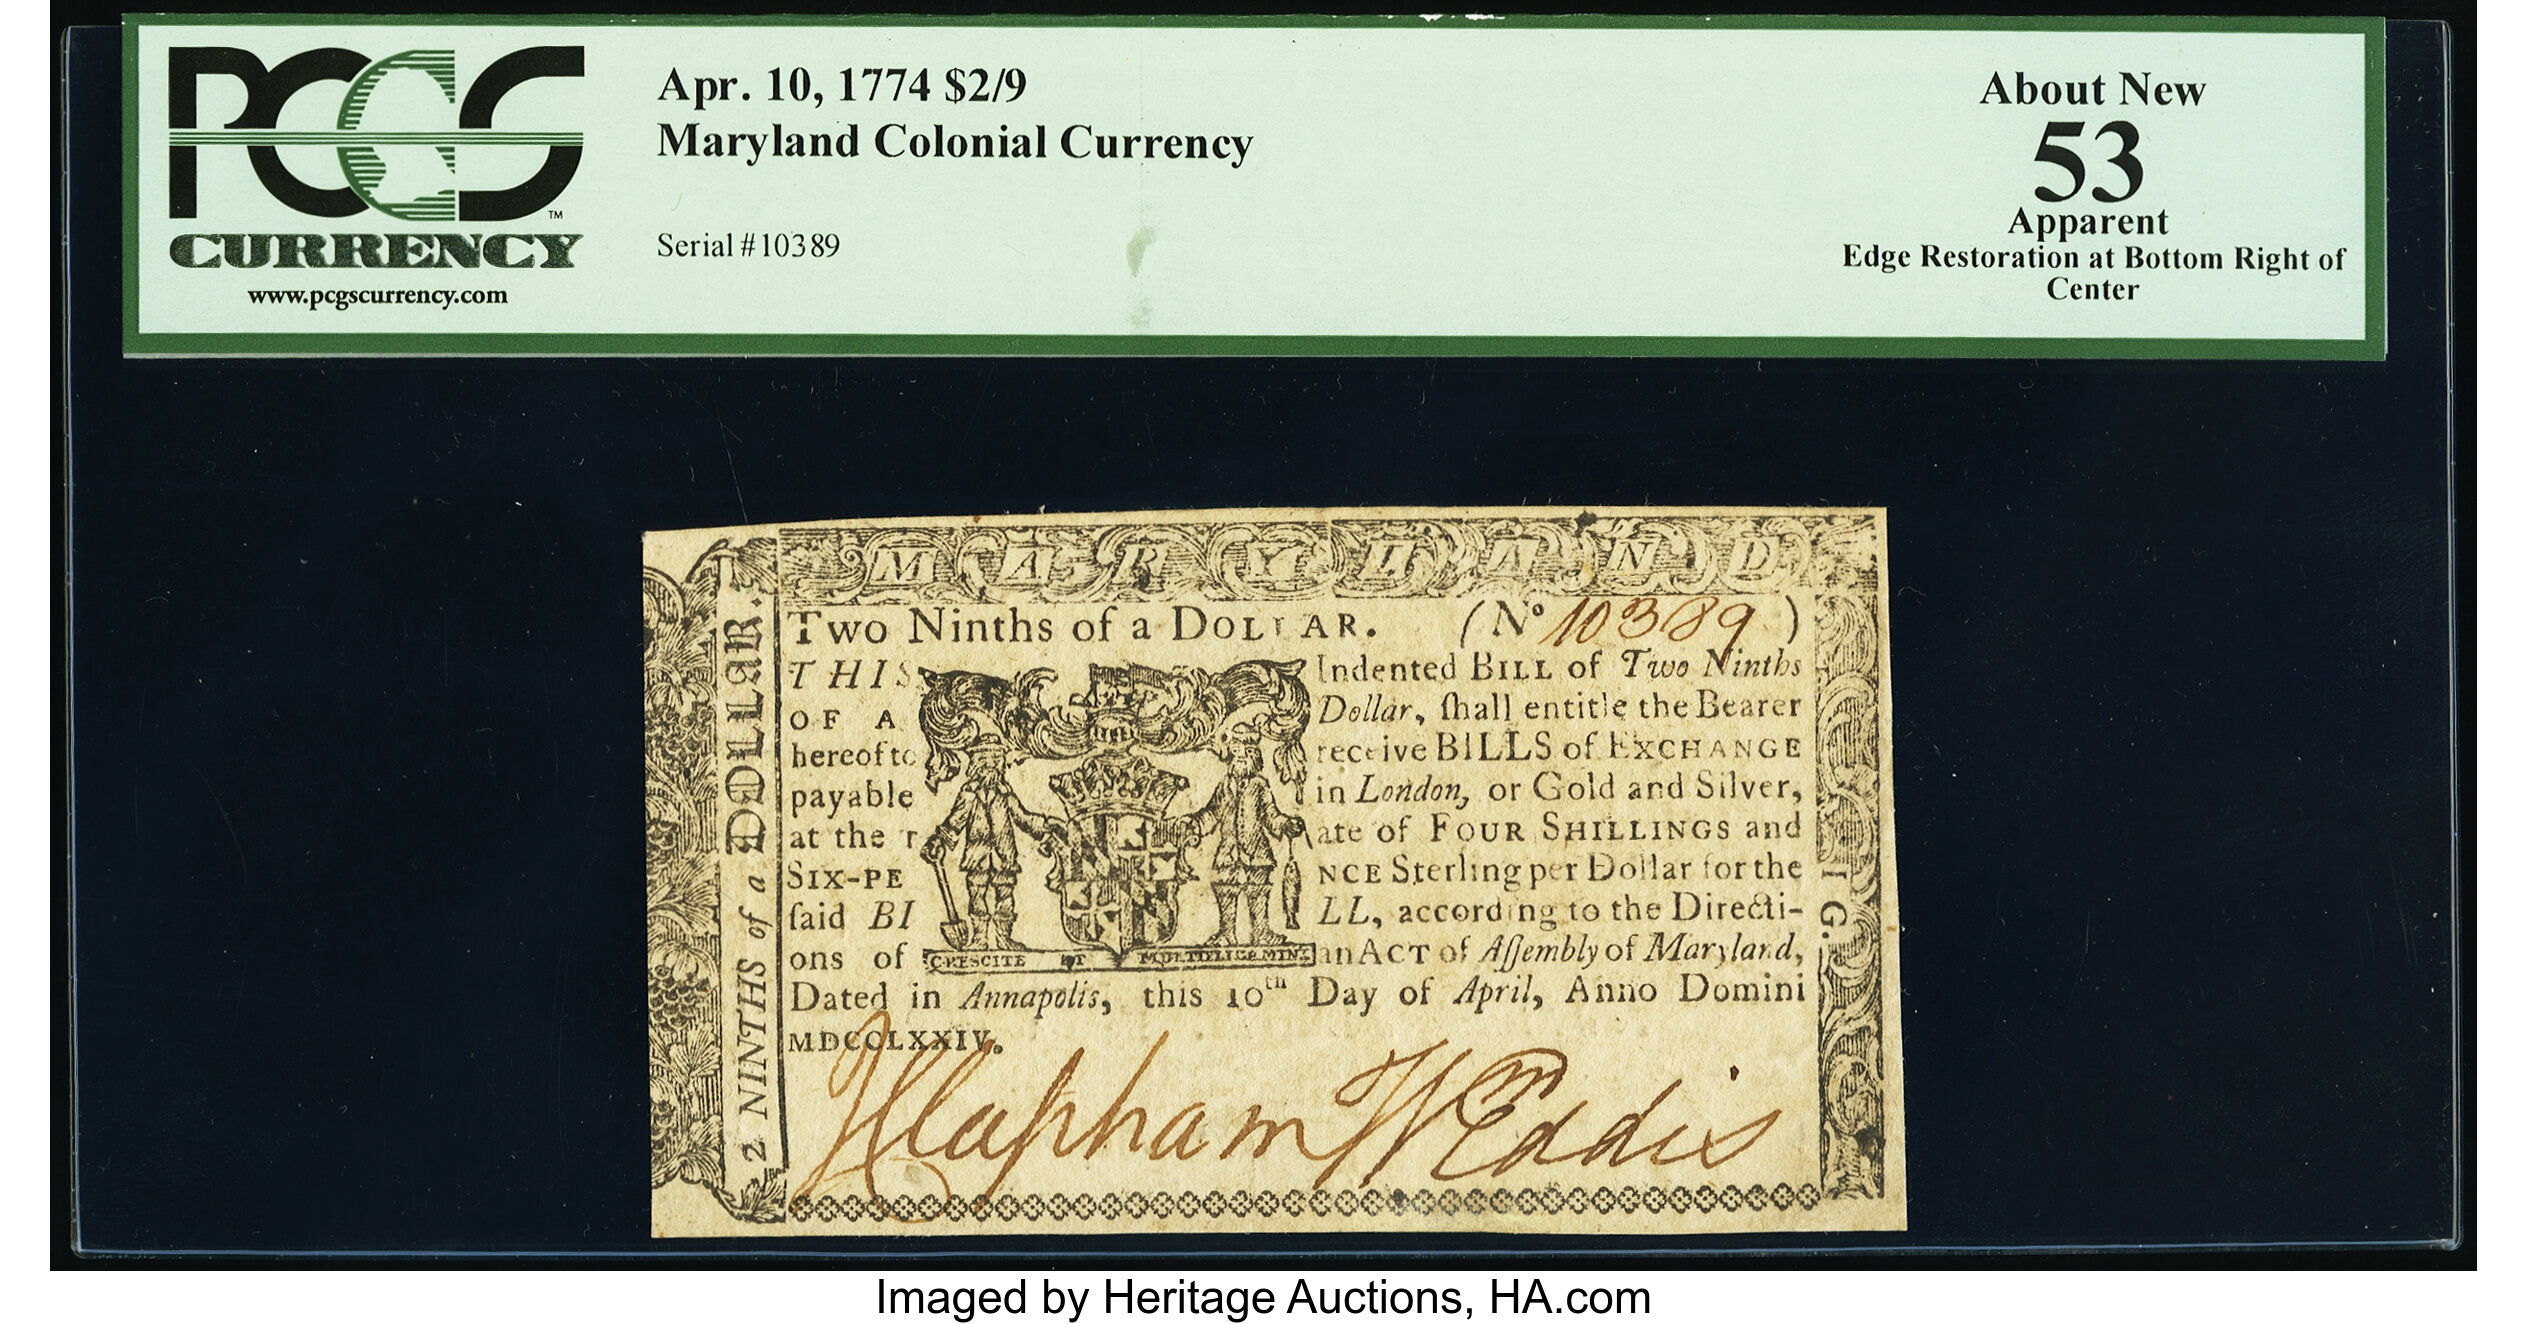 PCGS
CURRENCY
TM
www.pcgscurrency.com
Apr. 10, 1774 $2/9
Maryland Colonial Currency
Serial #10389
About New
53
Apparent
Edge Restoration at Bottom Right of
Center
MARYLAND
2 NINTHS of a DOLLAR.
Two Ninths of a DOLLAR. (No 10389)
THIS Indented BILL of Two Ninths
OF A Dollar, ſhall entitle the Bearer
hereof to receive BILLS of EXCHANGE
payable in London, or Gold and Silver,
at the rate of FOUR SHILLINGS and
SIX-PENCE Sterling per Dollar for the
ſaid BILL, according to the Directi-
ons of an ACT of Aſſembly of Maryland,
CRESCITE ET MULTIPLICAMINI
Dated in Annapolis, this 10th Day of April, Anno Domini
MDCCLXXIV.
J Clapham Wm Eddis
I G.
Imaged by Heritage Auctions, HA.com